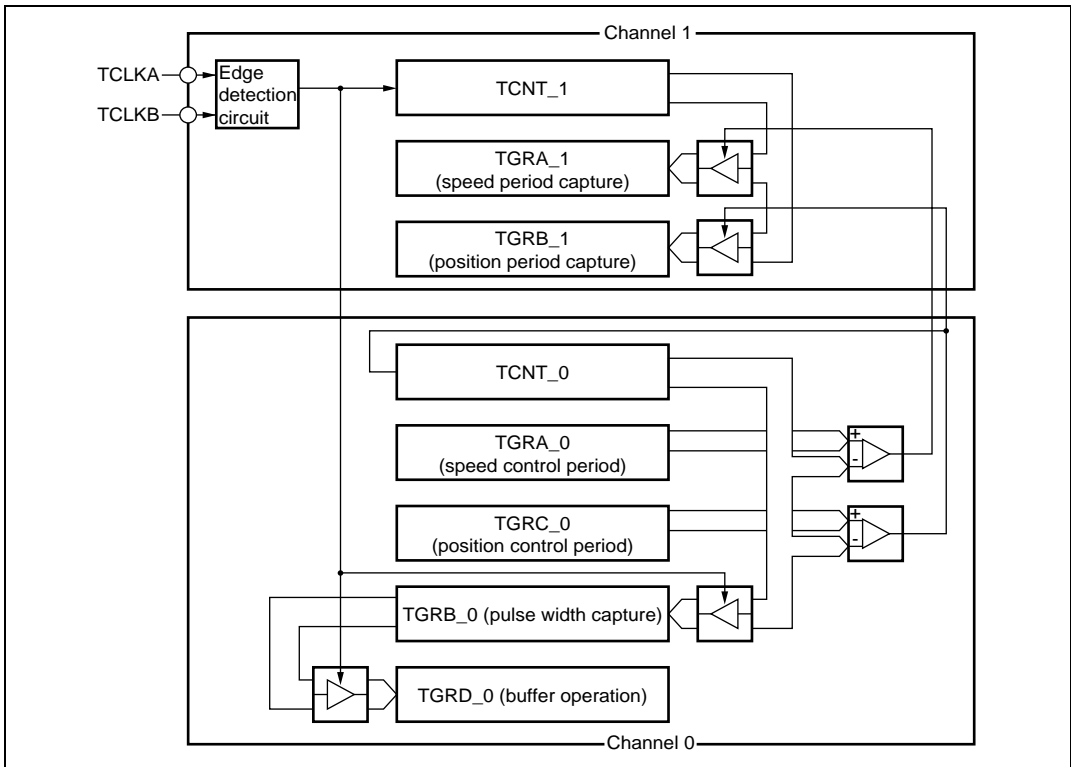 Channel 1
TCLKA
TCLKB
Edge
detection
circuit
TCNT_1
TGRA_1
(speed period capture)
TGRB_1
(position period capture)
TCNT_0
TGRA_0
(speed control period)
+
-
TGRC_0
(position control period)
+
-
TGRB_0 (pulse width capture)
TGRD_0 (buffer operation)
Channel 0